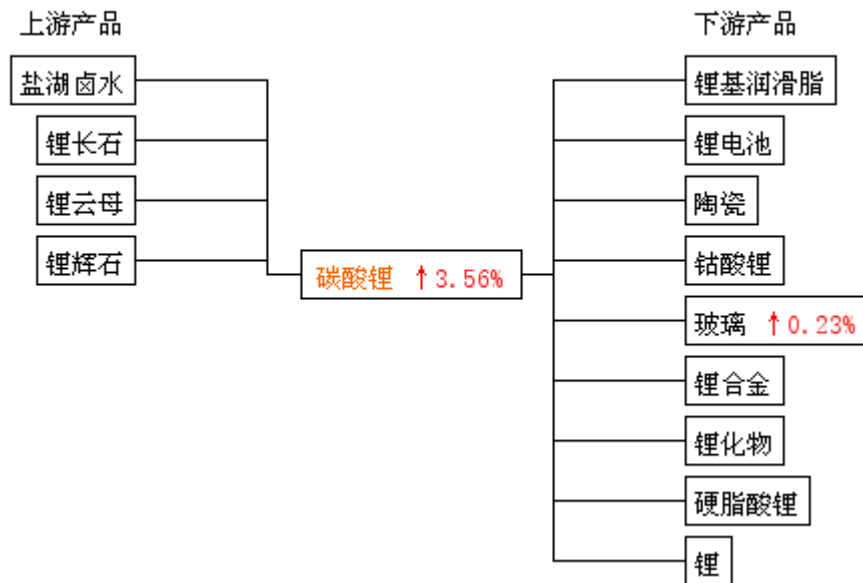 上游产品
下游产品
盐湖卤水
锂长石
锂云母
锂辉石
碳酸锂 ↑3.56%
锂基润滑脂
锂电池
陶瓷
钴酸锂
玻璃 ↑0.23%
锂合金
锂化物
硬脂酸锂
锂